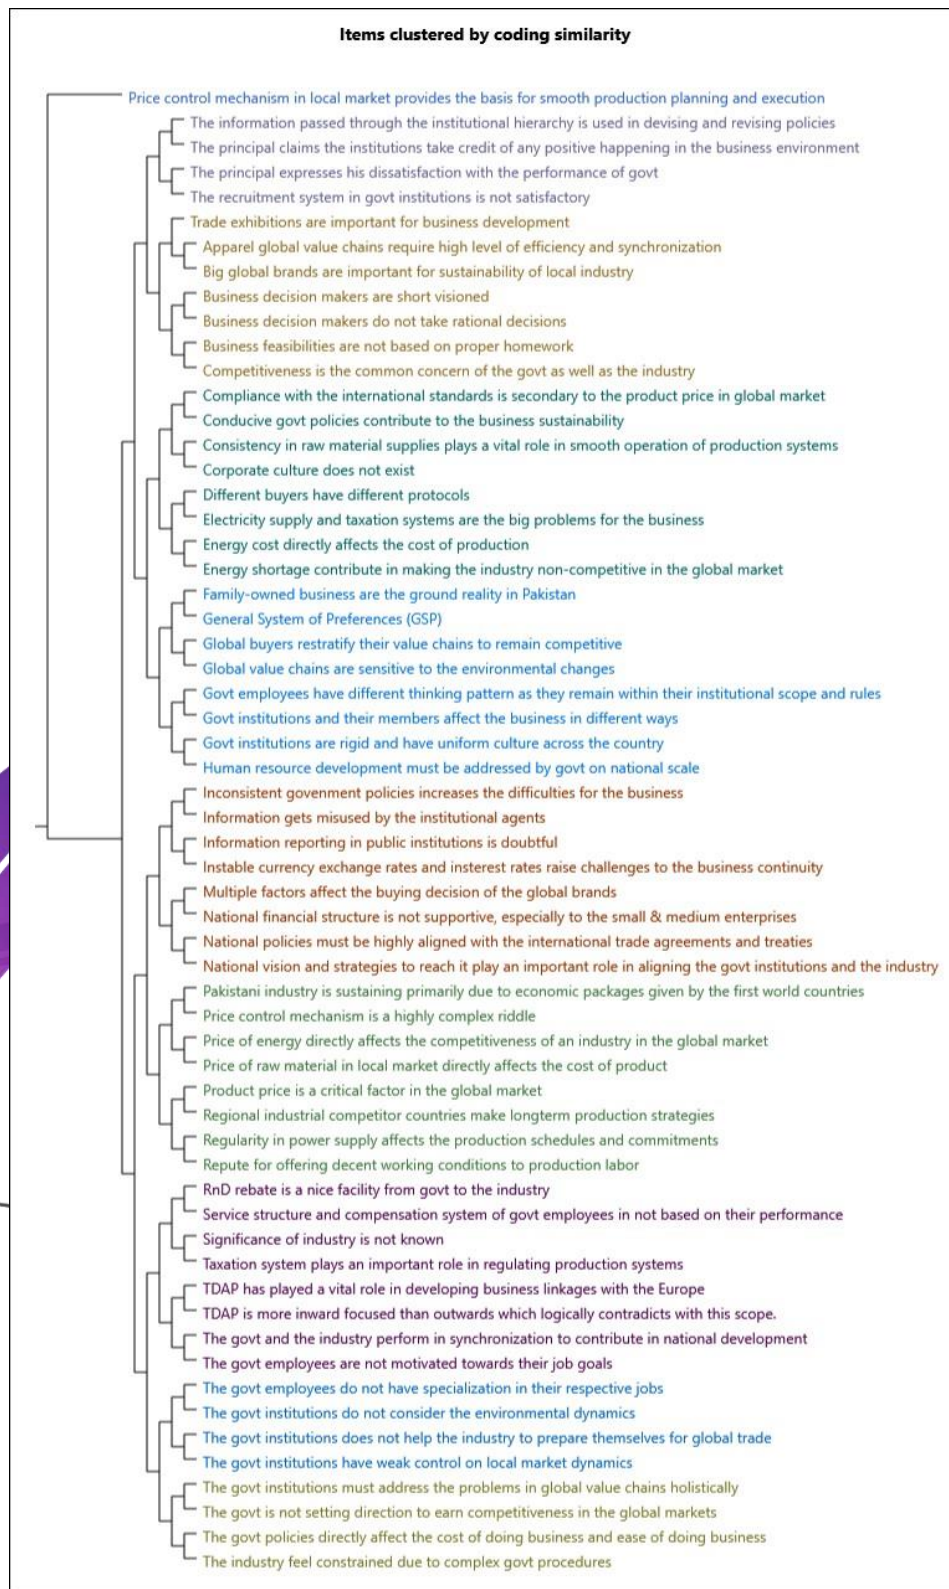 Items clustered by coding similarity
Price control mechanism in local market provides the basis for smooth production planning and execution
The information passed through the institutional hierarchy is used in devising and revising policies
The principal claims the institutions take credit of any positive happening in the business environment
The principal expresses his dissatisfaction with the performance of govt
The recruitment system in govt institutions is not satisfactory
Trade exhibitions are important for business development
Apparel global value chains require high level of efficiency and synchronization
Big global brands are important for sustainability of local industry
Business decision makers are short visioned
Business decision makers do not take rational decisions
Business feasibilities are not based on proper homework
Competitiveness is the common concern of the govt as well as the industry
Compliance with the international standards is secondary to the product price in global market
Conducive govt policies contribute to the business sustainability
Consistency in raw material supplies plays a vital role in smooth operation of production systems
Corporate culture does not exist
Different buyers have different protocols
Electricity supply and taxation systems are the big problems for the business
Energy cost directly affects the cost of production
Energy shortage contribute in making the industry non-competitive in the global market
Family-owned business are the ground reality in Pakistan
General System of Preferences (GSP)
Global buyers restratify their value chains to remain competitive
Global value chains are sensitive to the environmental changes
Govt employees have different thinking pattern as they remain within their institutional scope and rules
Govt institutions and their members affect the business in different ways
Govt institutions are rigid and have uniform culture across the country
Human resource development must be addressed by govt on national scale
Inconsistent govenment policies increases the difficulties for the business
Information gets misused by the institutional agents
Information reporting in public institutions is doubtful
Instable currency exchange rates and insterest rates raise challenges to the business continuity
Multiple factors affect the buying decision of the global brands
National financial structure is not supportive, especially to the small & medium enterprises
National policies must be highly aligned with the international trade agreements and treaties
National vision and strategies to reach it play an important role in aligning the govt institutions and the industry
Pakistani industry is sustaining primarily due to economic packages given by the first world countries
Price control mechanism is a highly complex riddle
Price of energy directly affects the competitiveness of an industry in the global market
Price of raw material in local market directly affects the cost of product
Product price is a critical factor in the global market
Regional industrial competitor countries make longterm production strategies
Regularity in power supply affects the production schedules and commitments
Repute for offering decent working conditions to production labor
RnD rebate is a nice facility from govt to the industry
Service structure and compensation system of govt employees in not based on their performance
Significance of industry is not known
Taxation system plays an important role in regulating production systems
TDAP has played a vital role in developing business linkages with the Europe
TDAP is more inward focused than outwards which logically contradicts with this scope.
The govt and the industry perform in synchronization to contribute in national development
The govt employees are not motivated towards their job goals
The govt employees do not have specialization in their respective jobs
The govt institutions do not consider the environmental dynamics
The govt institutions does not help the industry to prepare themselves for global trade
The govt institutions have weak control on local market dynamics
The govt institutions must address the problems in global value chains holistically
The govt is not setting direction to earn competitiveness in the global markets
The govt policies directly affect the cost of doing business and ease of doing business
The industry feel constrained due to complex govt procedures